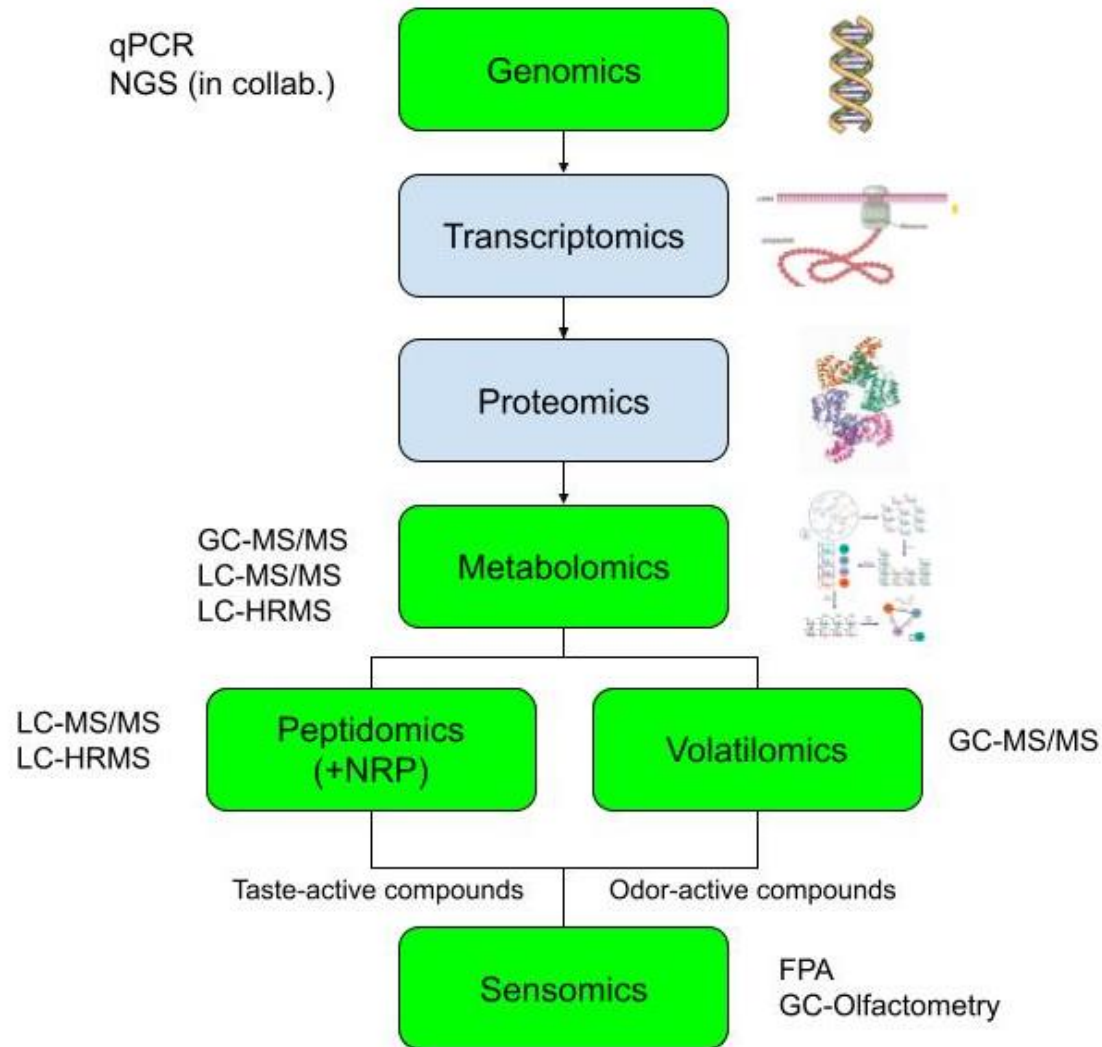 qPCR
NGS (in collab.)
Genomics
Transcriptomics
Proteomics
GC-MS/MS
LC-MS/MS
LC-HRMS
Metabolomics
LC-MS/MS
LC-HRMS
Peptidomics
(+NRP)
Volatilomics
GC-MS/MS
Taste-active compounds
Odor-active compounds
Sensomics
FPA
GC-Olfactometry